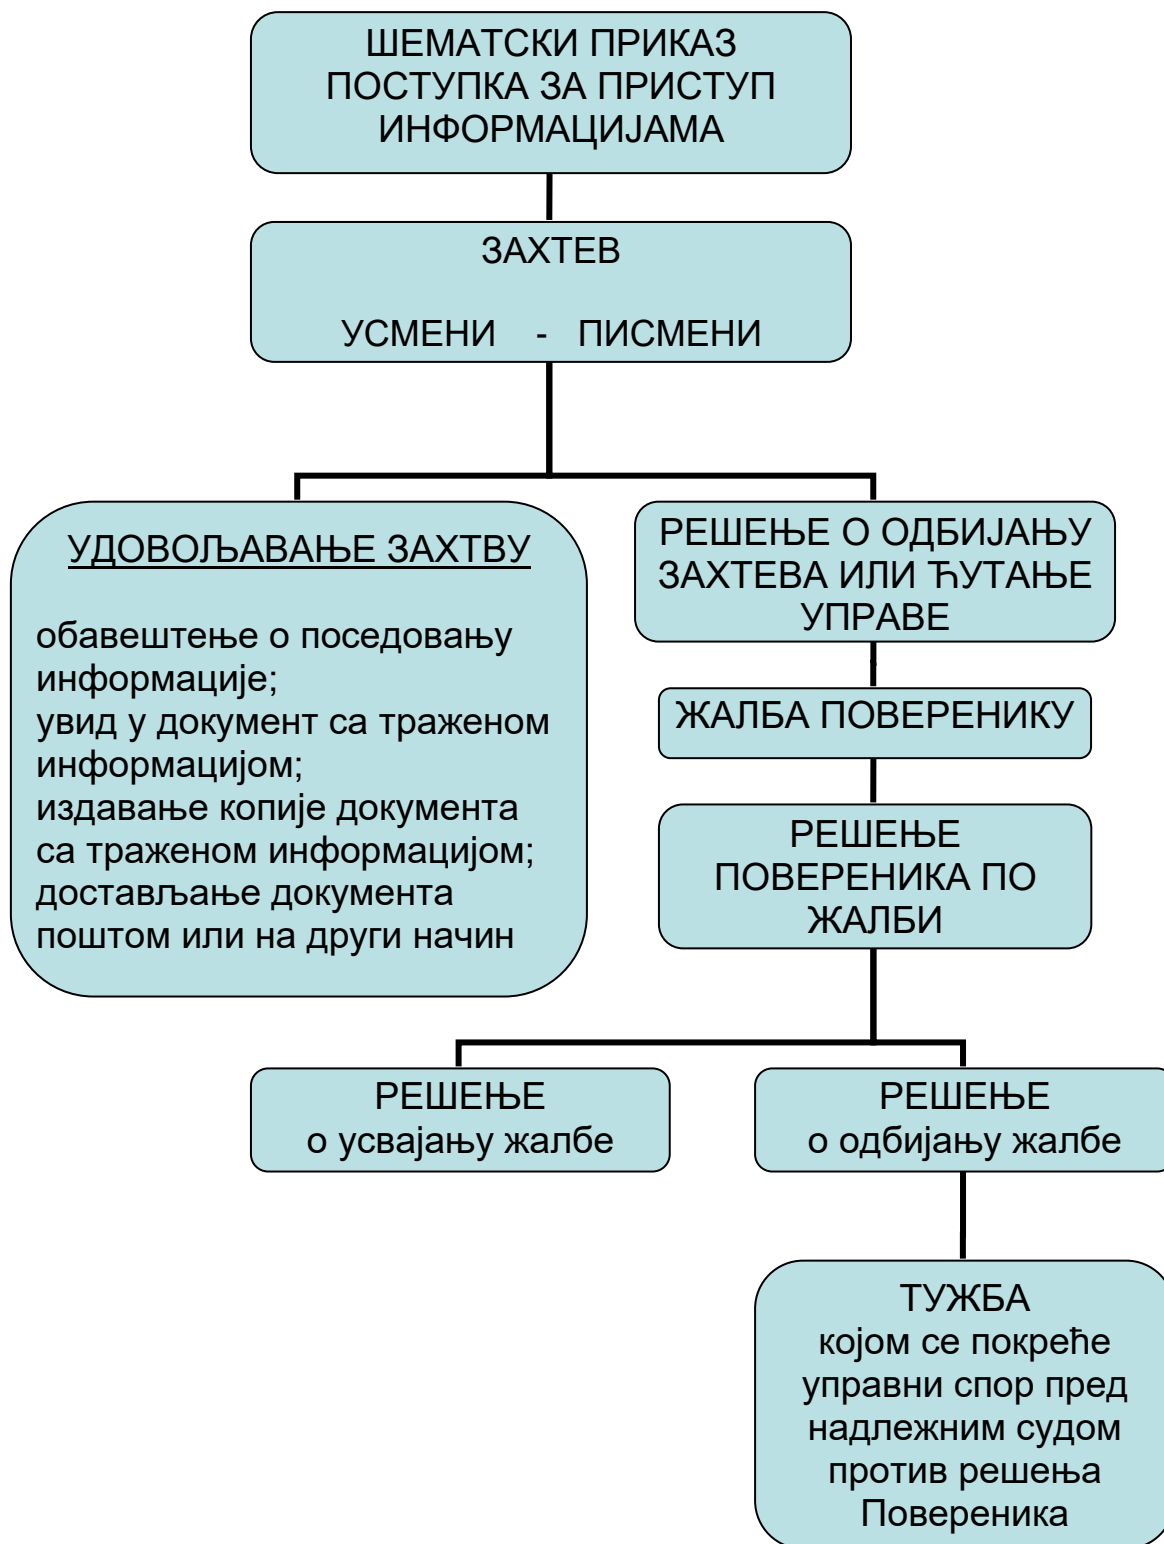 ШЕМАТСКИ ПРИКАЗ
ПОСТУПКА ЗА ПРИСТУП
ИНФОРМАЦИЈАМА
ЗАХТЕВ
УСМЕНИ - ПИСМЕНИ
УДОВОЉАВАЊЕ ЗАХТВУ
обавештење о поседовању
информације;
увид у документ са траженом
информацијом;
издавање копије документа
са траженом информацијом;
достављање документа
поштом или на други начин
РЕШЕЊЕ О ОДБИЈАЊУ
ЗАХТЕВА ИЛИ ЋУТАЊЕ
УПРАВЕ
ЖАЛБА ПОВЕРЕНИКУ
РЕШЕЊЕ
ПОВЕРЕНИКА ПО
ЖАЛБИ
РЕШЕЊЕ
о усвајању жалбе
РЕШЕЊЕ
о одбијању жалбе
ТУЖБА
којом се покреће
управни спор пред
надлежним судом
против решења
Повереника